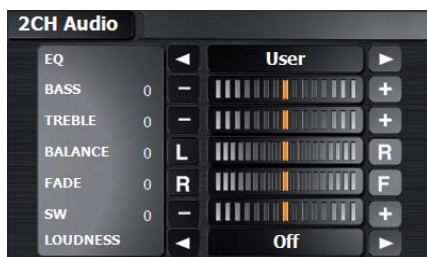 2CH Audio
EQ User
BASS 0 − +
TREBLE 0 − +
BALANCE 0 L R
FADE 0 R F
SW 0 − +
LOUDNESS Off